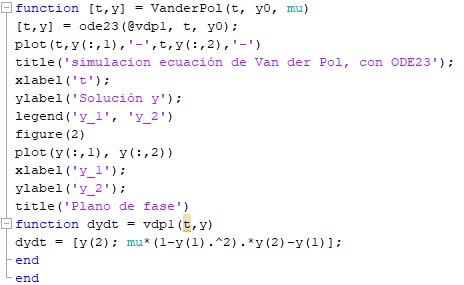 function [t,y] = VanderPol(t, y0, mu)
[t,y] = ode23(@vdp1, t, y0);
plot(t,y(:,1),'-',t,y(:,2),'-')
title('simulacion ecuación de Van der Pol, con ODE23');
xlabel('t');
ylabel('Solución y');
legend('y_1', 'y_2')
figure(2)
plot(y(:,1), y(:,2))
xlabel('y_1');
ylabel('y_2');
title('Plano de fase')
function dydt = vdp1(t,y)
dydt = [y(2); mu*(1-y(1).^2).*y(2)-y(1)];
end
end